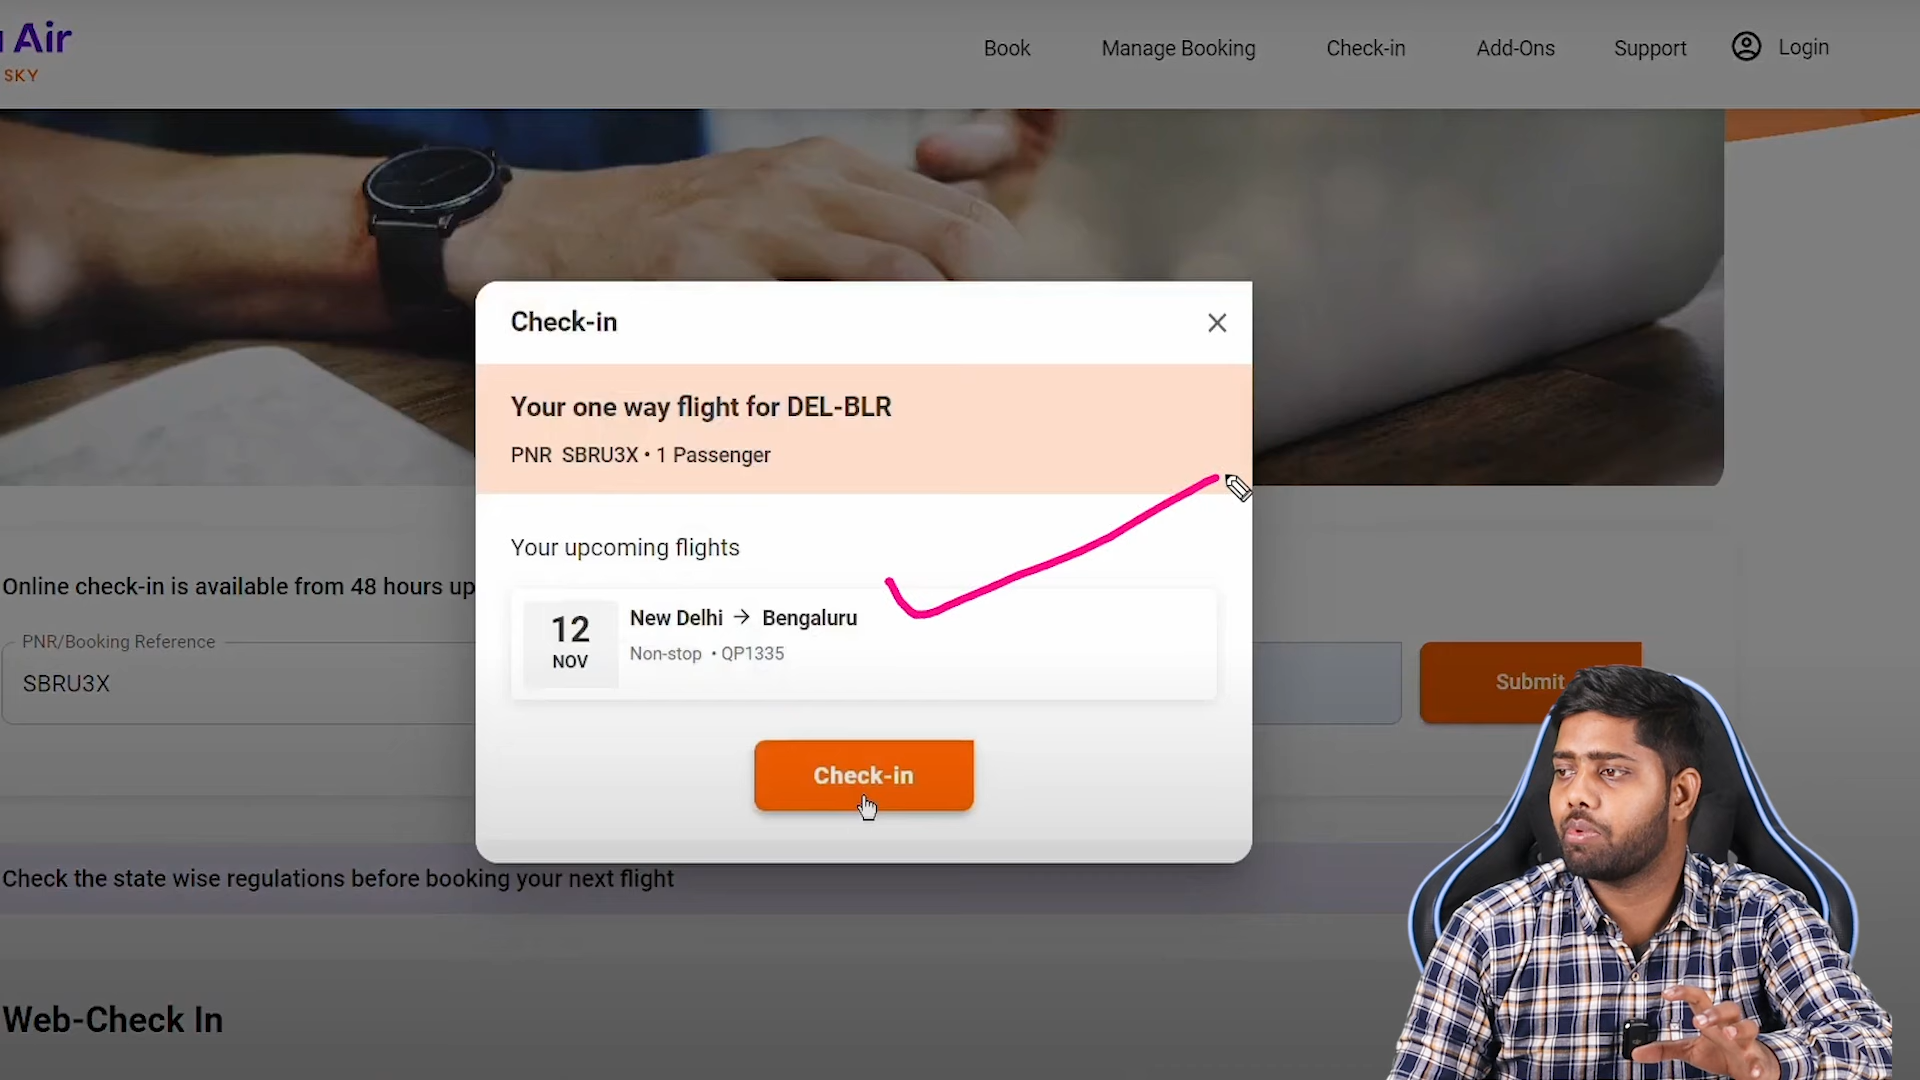 Air
SKY
Book
Manage Booking
Check-in
Add-Ons
Support
Login
Check-in
Your one way flight for DEL-BLR
PNR SBRU3X • 1 Passenger
Your upcoming flights
12
NOV
New Delhi → Bengaluru
Non-stop • QP1335
Check-in
Online check-in is available from 48 hours up
PNR/Booking Reference
SBRU3X
Submit
Check the state wise regulations before booking your next flight
Web-Check In